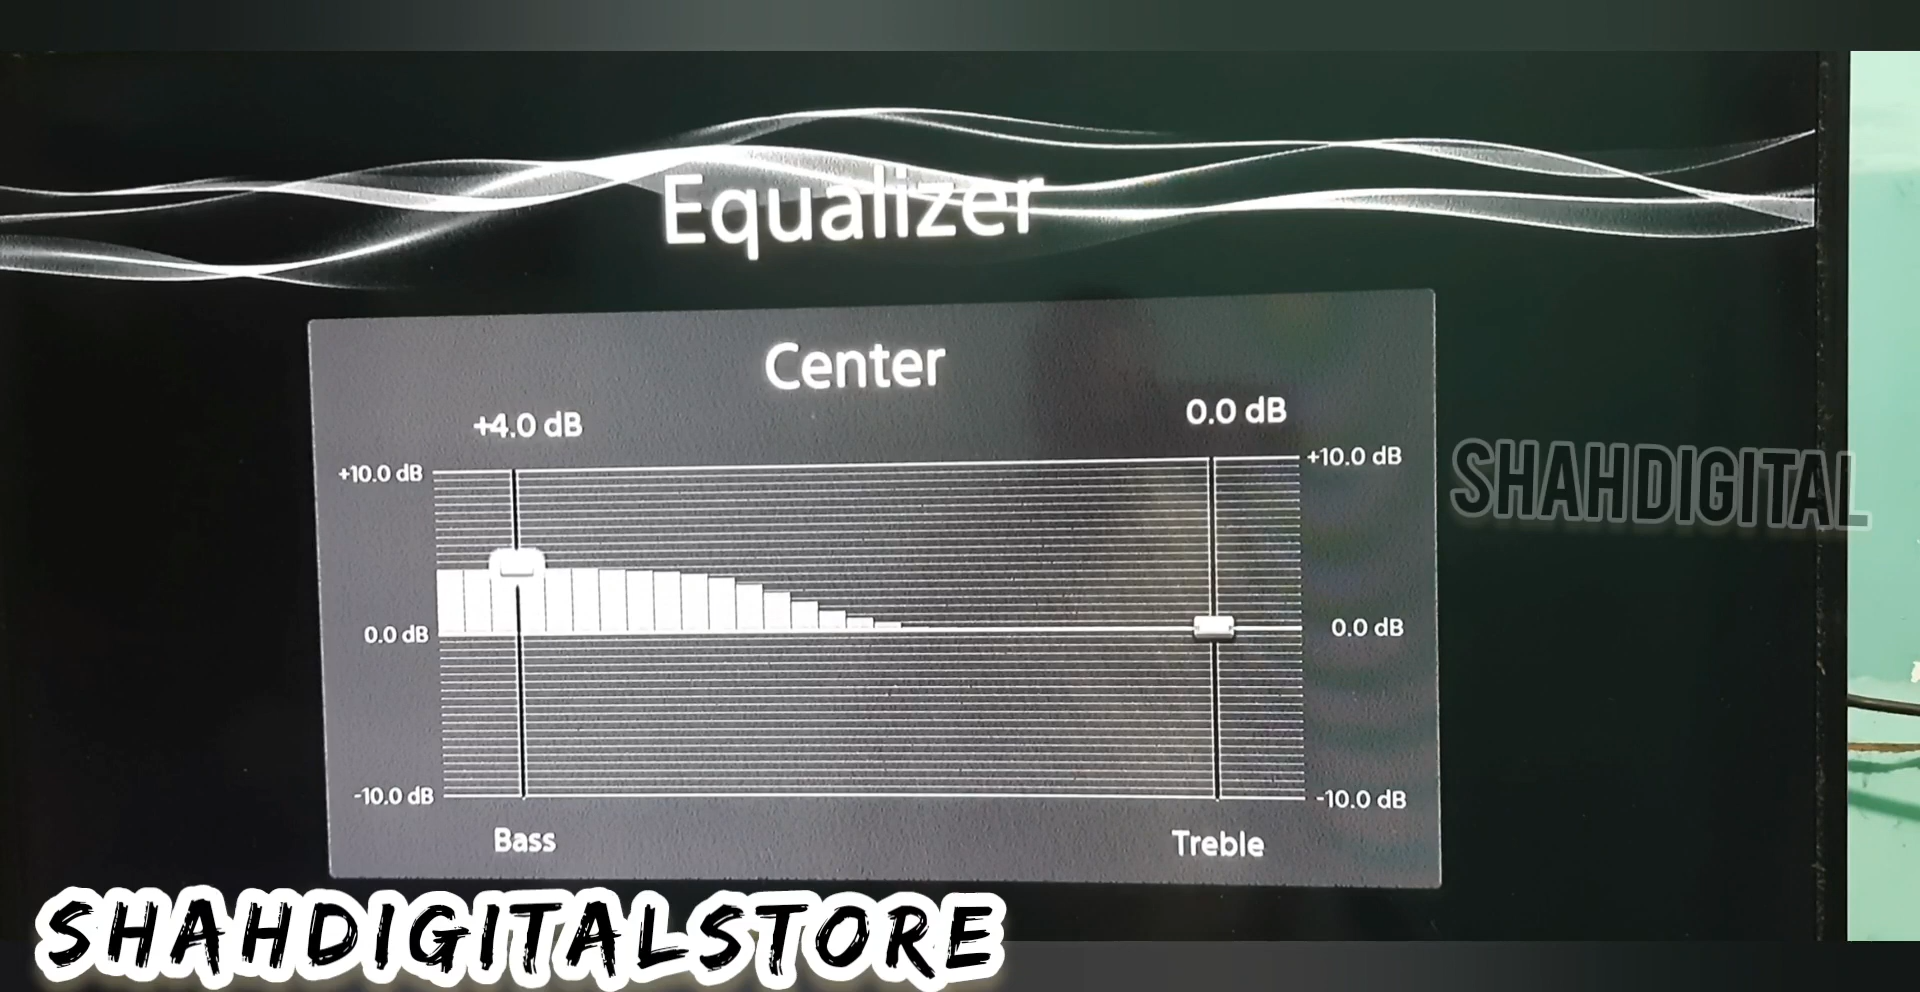 Equalizer
Center
+4.0 dB
0.0 dB
+10.0 dB
+10.0 dB
0.0 dB
0.0 dB
-10.0 dB
-10.0 dB
Bass
Treble
SHAHDIGITAL
SHAHDIGITALSTORE